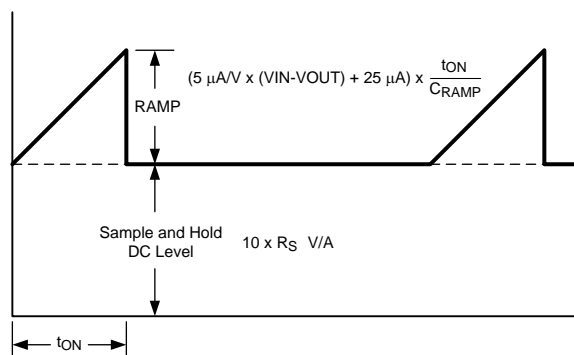 (5 μA/V x (VIN-VOUT) + 25 μA) x tON
CRAMP
RAMP
Sample and Hold
DC Level
10 x RS V/A
tON